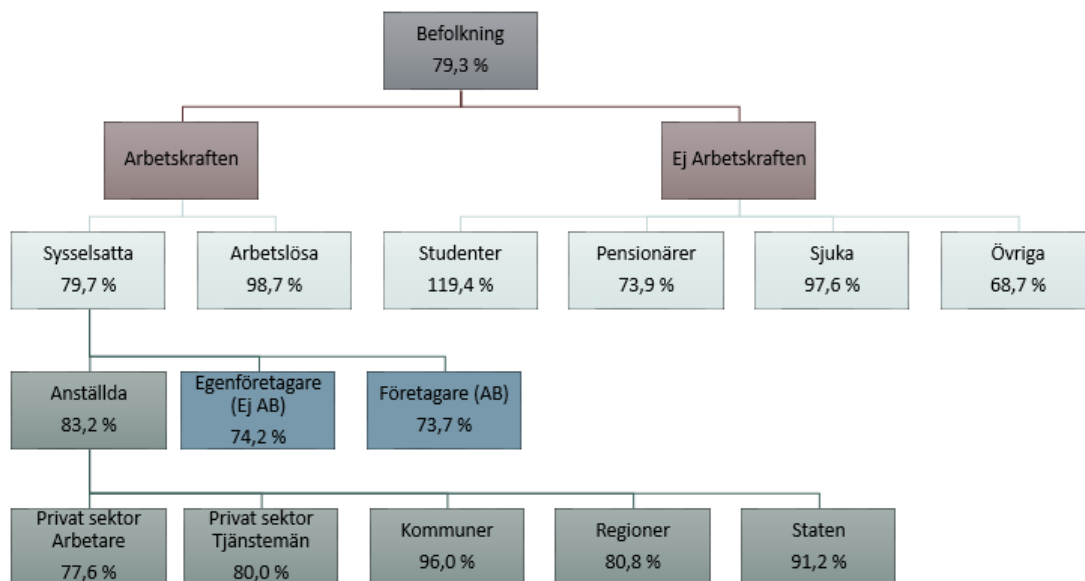 Befolkning
79,3 %
Arbetskraften
Ej Arbetskraften
Sysselsatta
79,7 %
Arbetslösa
98,7 %
Studenter
119,4 %
Pensionärer
73,9 %
Sjuka
97,6 %
Övriga
68,7 %
Anställda
83,2 %
Egenföretagare
(Ej AB)
74,2 %
Företagare (AB)
73,7 %
Privat sektor
Arbetare
77,6 %
Privat sektor
Tjänstemän
80,0 %
Kommuner
96,0 %
Regioner
80,8 %
Staten
91,2 %